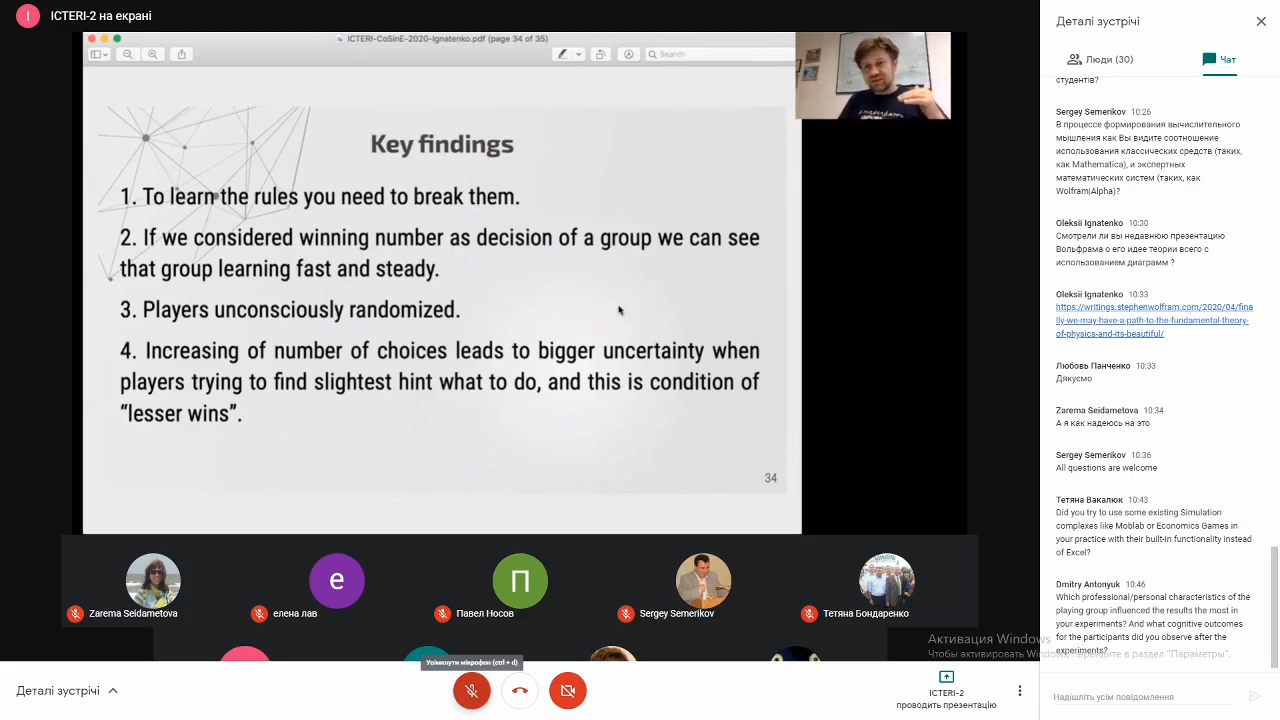 I
ICTERI-2 на екрані
ICTERI-CoSinE-2020-Ignatenko.pdf (page 34 of 35)
Search
Key findings
1. To learn the rules you need to break them.
2. If we considered winning number as decision of a group we can see
that group learning fast and steady.
3. Players unconsciously randomized.
4. Increasing of number of choices leads to bigger uncertainty when
players trying to find slightest hint what to do, and this is condition of
“lesser wins”.
34
e
П
Zarema Seidametova
елена лав
Павел Носов
Sergey Semerikov
Тетяна Бондаренко
Увімкнути мікрофон (ctrl + d)
Деталі зустрічі
ICTERI-2
проводить презентацію
Деталі зустрічі
Люди (30)
Чат
студентів?
Sergey Semerikov 10:26
В процессе формирования вычислительного
мышления как Вы видите соотношение
использования классических средств (таких,
как Mathematica), и экспертных
математических систем (таких, как
Wolfram|Alpha)?
Oleksii Ignatenko 10:30
Смотрели ли вы недавнюю презентацию
Вольфрама о его идее теории всего с
использованием диаграмм ?
Oleksii Ignatenko 10:33
https://writings.stephenwolfram.com/2020/04/fina
lly-we-may-have-a-path-to-the-fundamental-theory-
of-physics-and-its-beautiful/
Любовь Панченко 10:33
Дякуємо
Zarema Seidametova 10:34
А я как надеюсь на это
Sergey Semerikov 10:36
All questions are welcome
Тетяна Вакалюк 10:43
Did you try to use some existing Simulation
complexes like Moblab or Economics Games in
your practice with their built-in functionality instead
of Excel?
Dmitry Antonyuk 10:46
Which professional/personal characteristics of the
playing group influenced the results the most in
your experiments? And what cognitive outcomes
for the participants did you observe after the
experiments?
Активация Windows
Чтобы активировать Windows, перейдите в раздел "Параметры".
Надішліть усім повідомлення